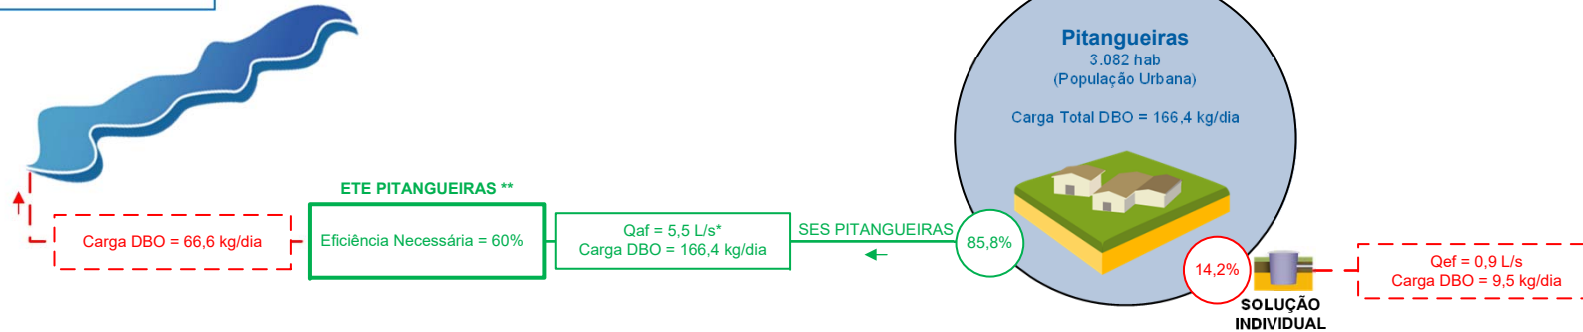 Pitangueiras
3.082 hab
(População Urbana)
Carga Total DBO = 166,4 kg/dia
ETE PITANGUEIRAS **
Carga DBO = 66,6 kg/dia
Eficiência Necessária = 60%
Qaf = 5,5 L/s*
Carga DBO = 166,4 kg/dia
SES PITANGUEIRAS
85,8%
14,2%
SOLUÇÃO
INDIVIDUAL
Qef = 0,9 L/s
Carga DBO = 9,5 kg/dia